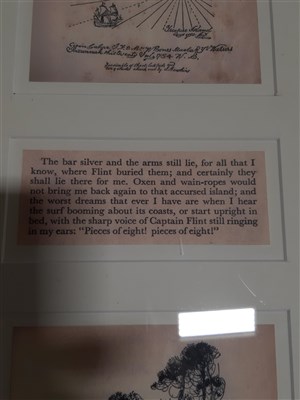 Treasure Island
The bar silver and the arms still lie, for all that I
know, where Flint buried them; and certainly they
shall lie there for me. Oxen and wain-ropes would
not bring me back again to that accursed island; and
the worst dreams that ever I have are when I hear
the surf booming about its coasts, or start upright in
bed, with the sharp voice of Captain Flint still ringing
in my ears: "Pieces of eight! pieces of eight!"